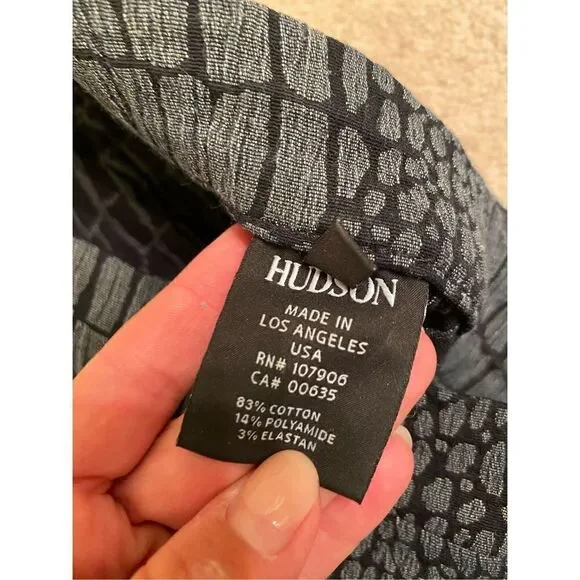 HUDSON
MADE IN
LOS ANGELES
USA
RN# 107906
CA# 00635
83% COTTON
14% POLYAMIDE
3% ELASTAN